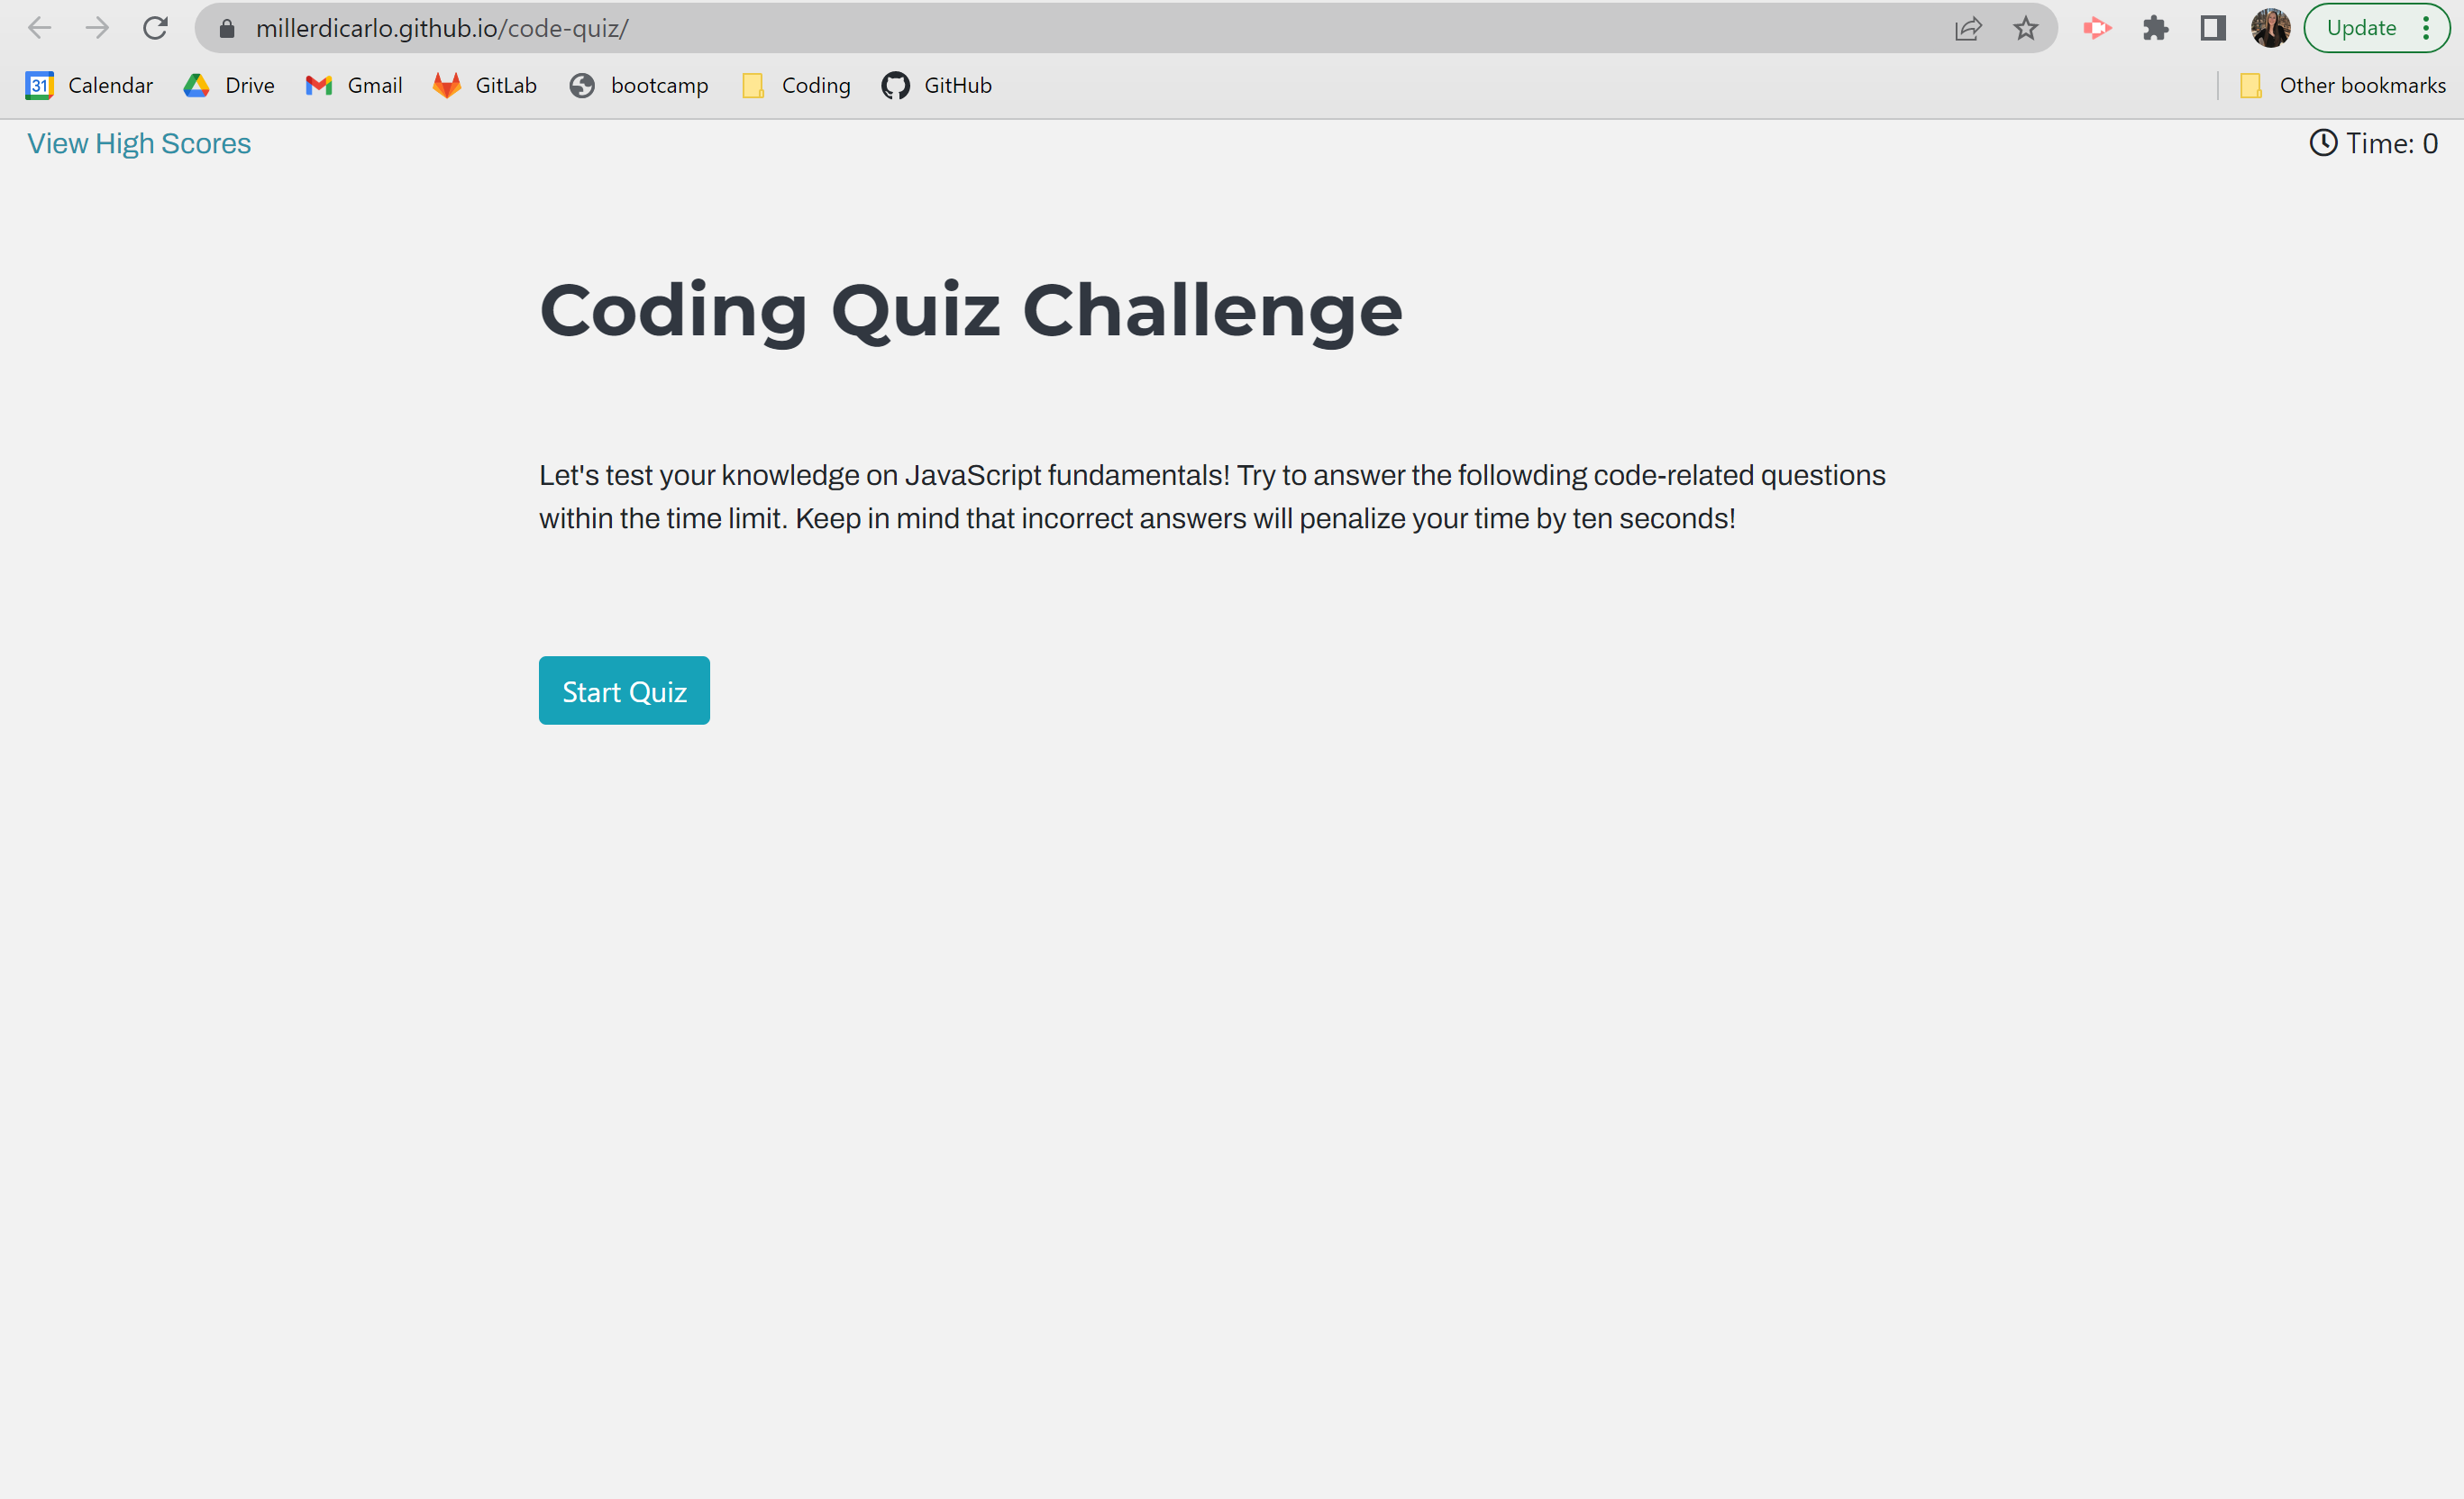 millerdicarlo.github.io/code-quiz/
Update
31 Calendar Drive Gmail GitLab bootcamp Coding GitHub Other bookmarks
View High Scores Time: 0
Coding Quiz Challenge
Let's test your knowledge on JavaScript fundamentals! Try to answer the followding code-related questions
within the time limit. Keep in mind that incorrect answers will penalize your time by ten seconds!
Start Quiz